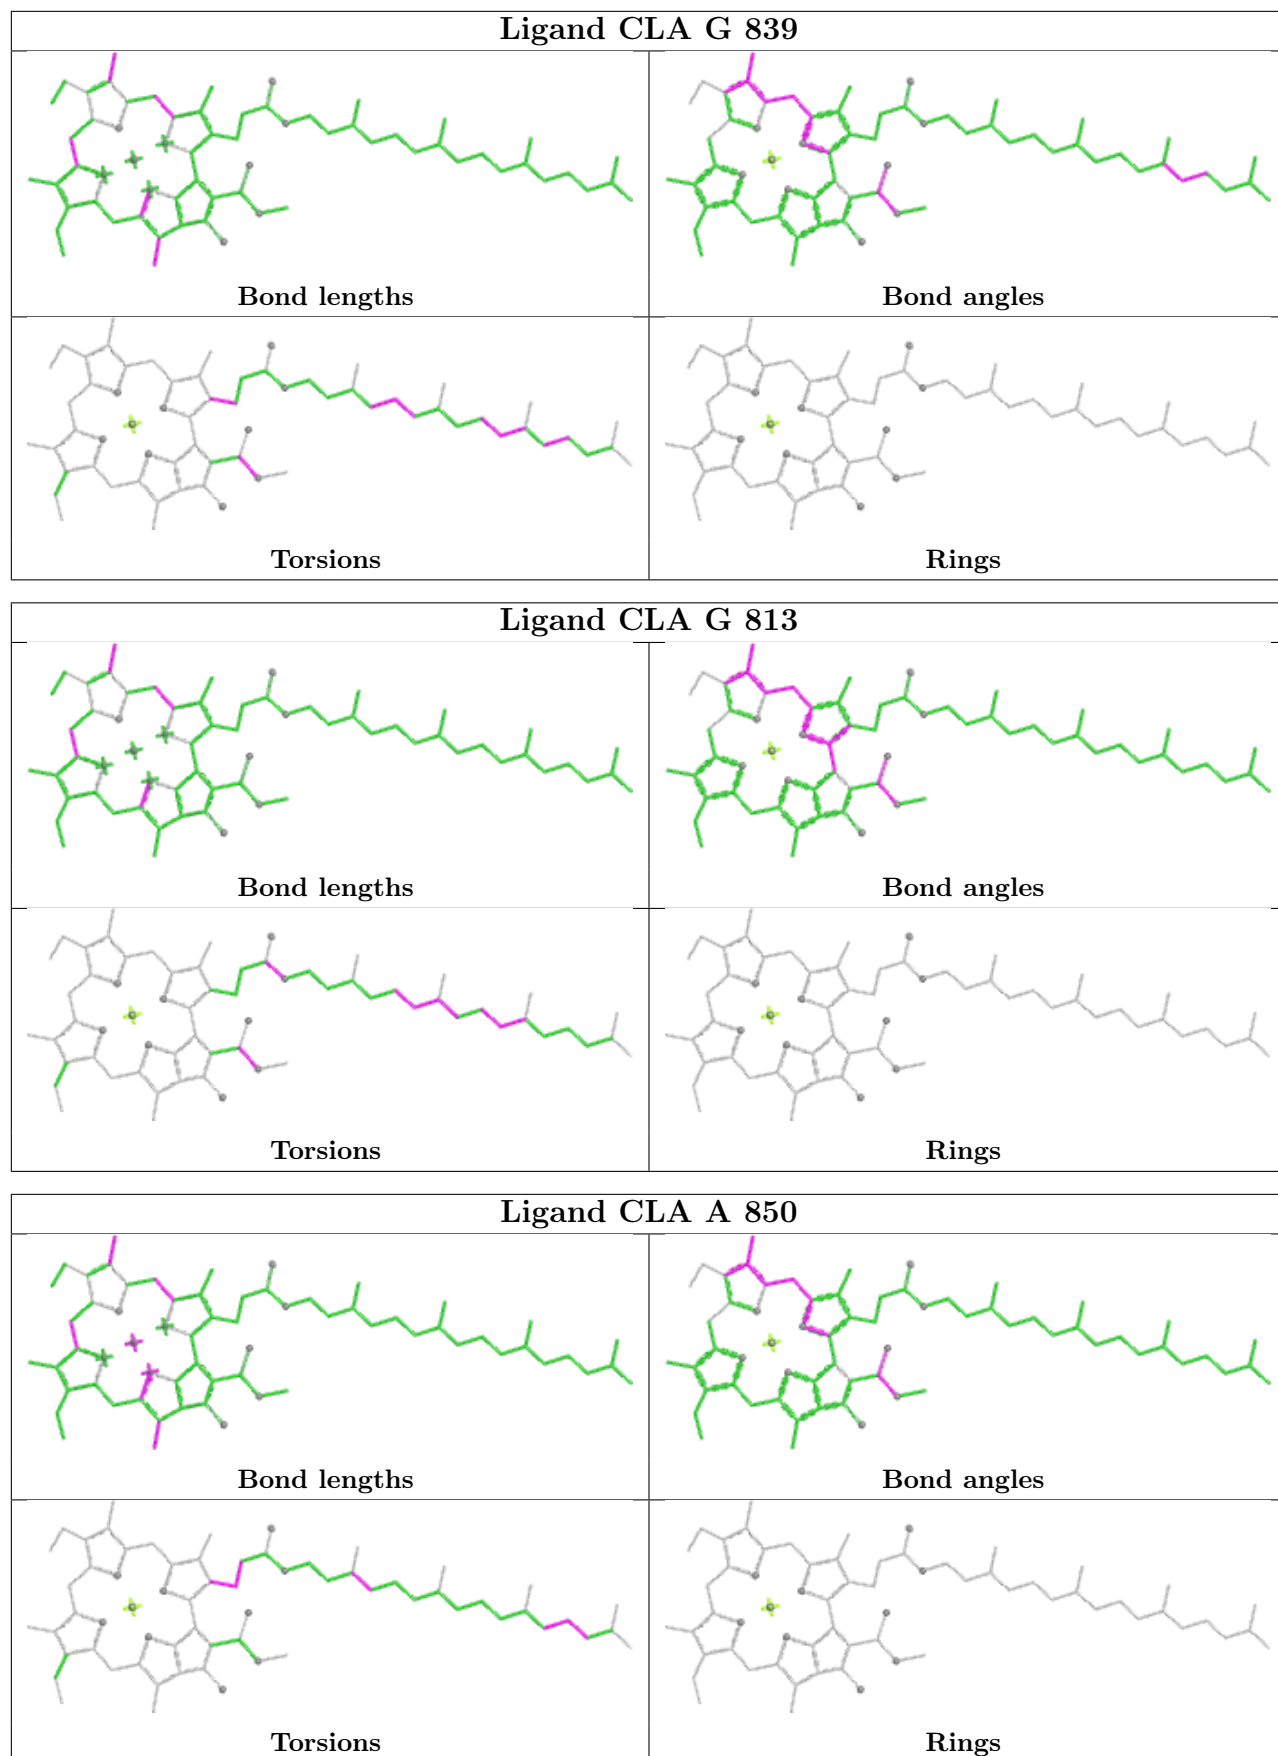 Ligand CLA G 839
Bond lengths
Bond angles
Torsions
Rings
Ligand CLA G 813
Bond lengths
Bond angles
Torsions
Rings
Ligand CLA A 850
Bond lengths
Bond angles
Torsions
Rings